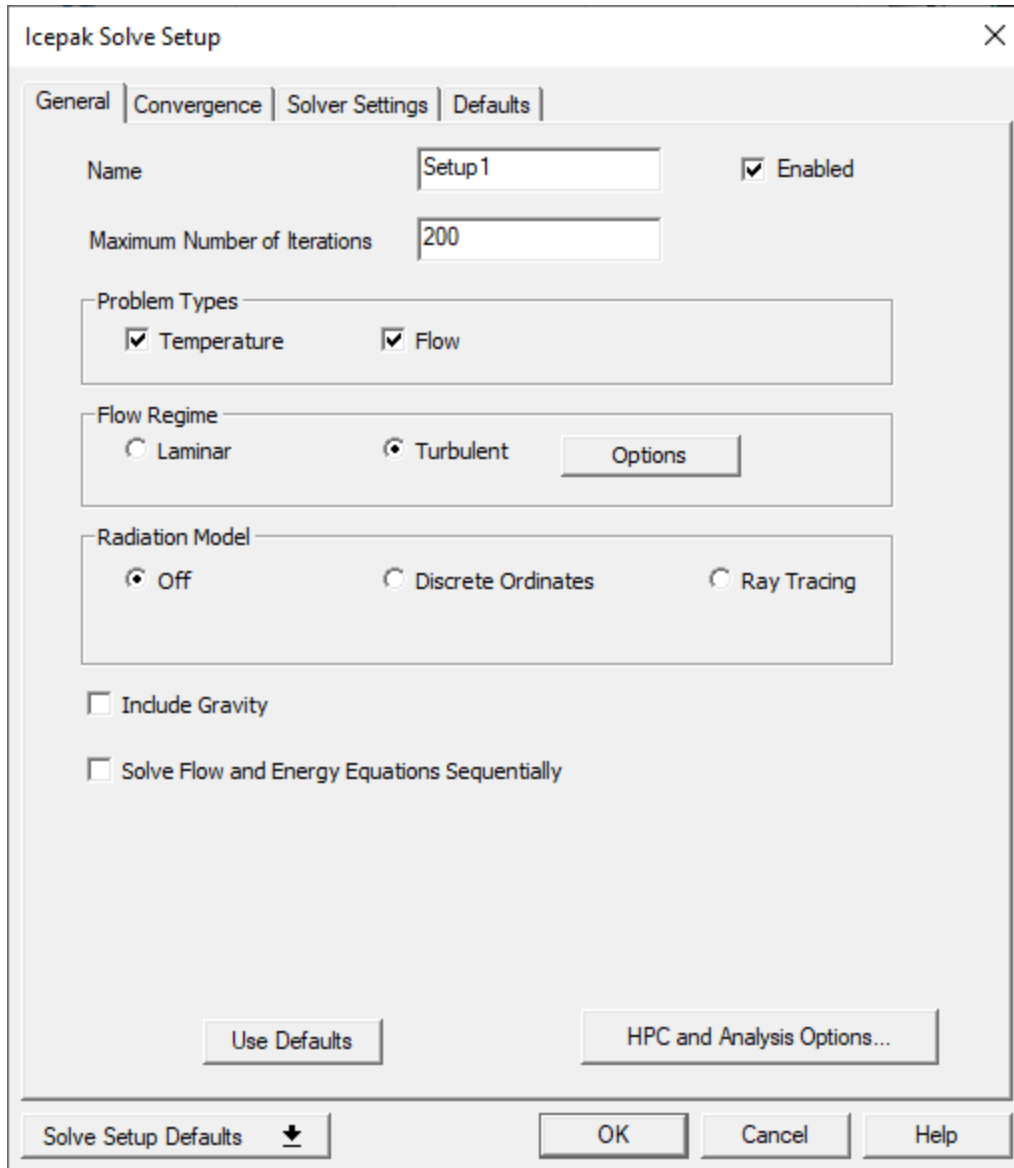 Icepak Solve Setup
General Convergence Solver Settings Defaults
Name Setup1 Enabled
Maximum Number of Iterations 200
Problem Types
Temperature Flow
Flow Regime
Laminar Turbulent Options
Radiation Model
Off Discrete Ordinates Ray Tracing
Include Gravity
Solve Flow and Energy Equations Sequentially
Use Defaults HPC and Analysis Options...
Solve Setup Defaults OK Cancel Help